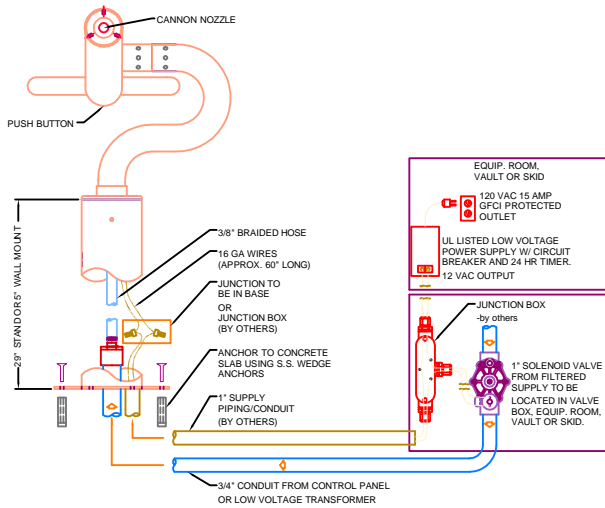 CANNON NOZZLE
PUSH BUTTON
29" STANDOR 5" WALL MOUNT
3/8" BRAIDED HOSE
16 GA WIRES
(APPROX. 60" LONG)
JUNCTION TO
BE IN BASE
OR
JUNCTION BOX
(BY OTHERS)
ANCHOR TO CONCRETE
SLAB USING S.S. WEDGE
ANCHORS
1" SUPPLY
PIPING/CONDUIT
(BY OTHERS)
3/4" CONDUIT FROM CONTROL PANEL
OR LOW VOLTAGE TRANSFORMER
EQUIP. ROOM,
VAULT OR SKID
120 VAC 15 AMP
GFCI PROTECTED
OUTLET
UL LISTED LOW VOLTAGE
POWER SUPPLY W/ CIRCUIT
BREAKER AND 24 HR TIMER.
12 VAC OUTPUT
JUNCTION BOX
-by others
1" SOLENOID VALVE
FROM FILTERED
SUPPLY TO BE
LOCATED IN VALVE
BOX, EQUIP. ROOM,
VAULT OR SKID.